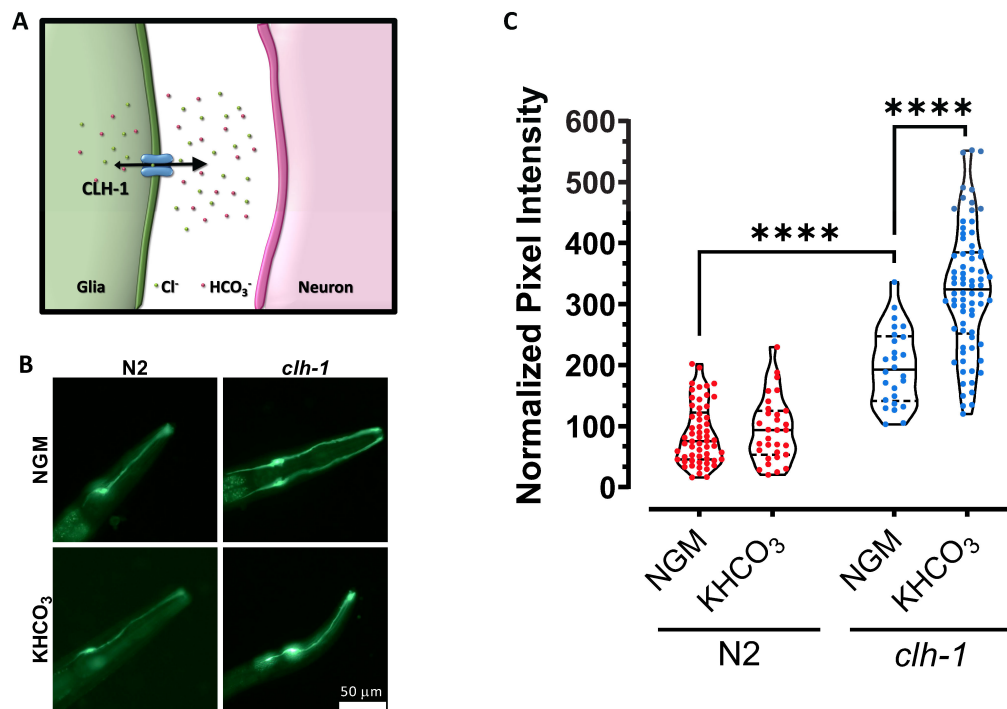 A
CLH-1
Glia
Cl-
HCO3-
Neuron
B
N2
clh-1
NGM
KHCO3
50 µm
C
Normalized Pixel Intensity
600
500
400
300
200
100
0
****
****
NGM
KHCO3
NGM
KHCO3
N2
clh-1